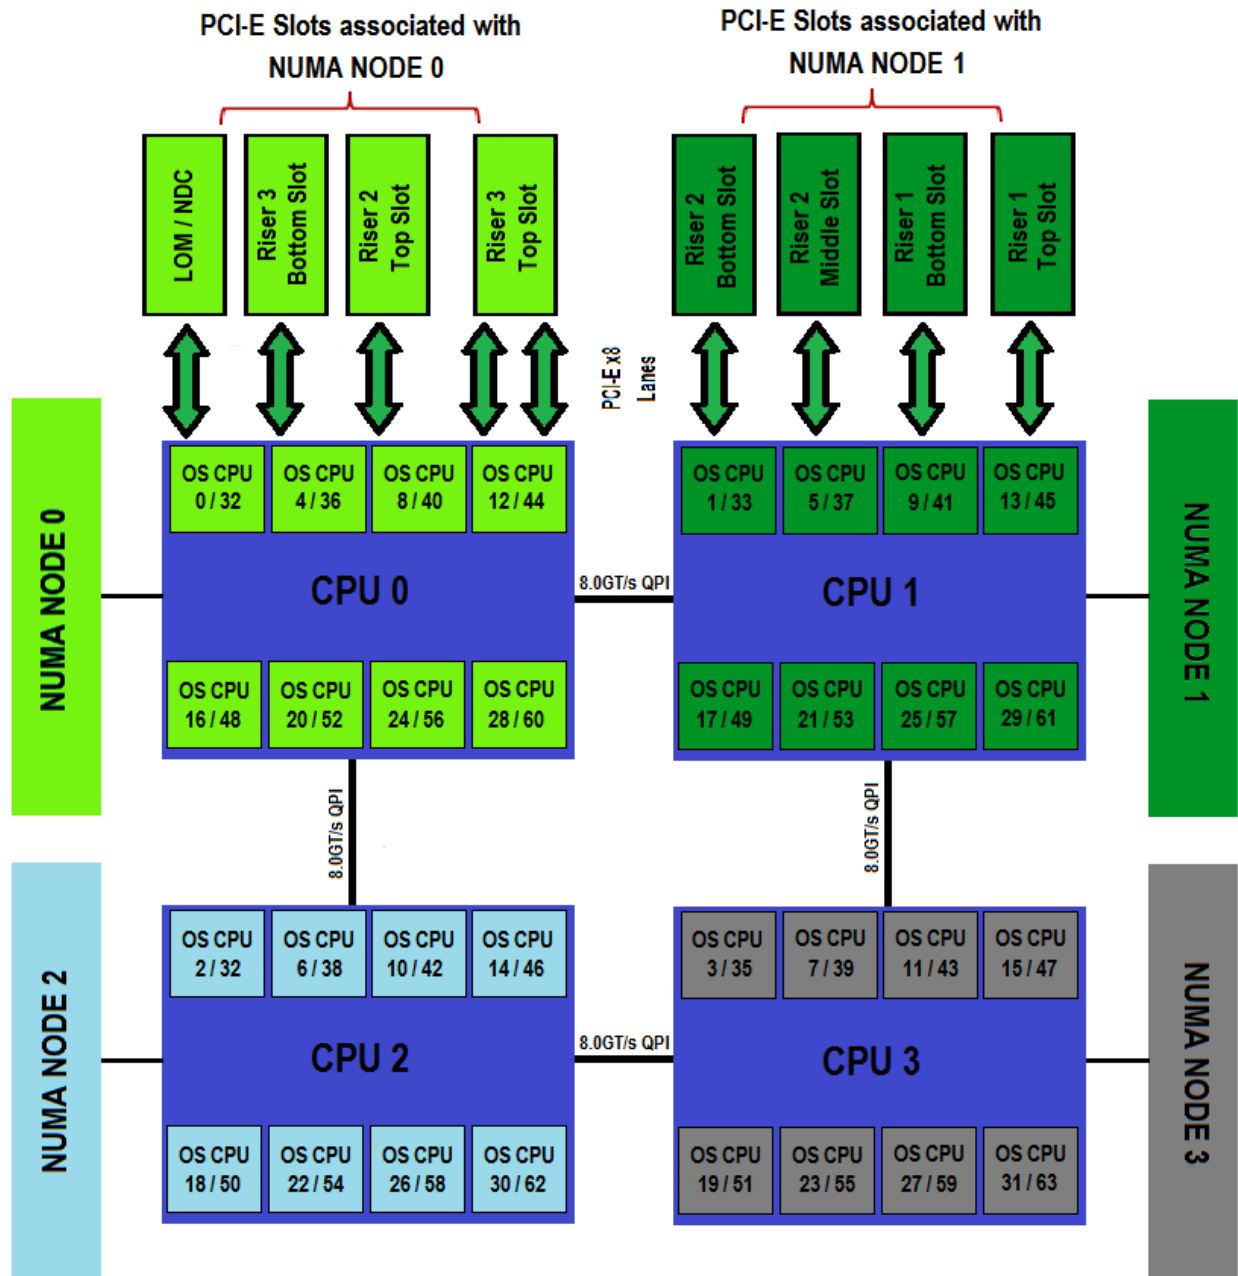 PCI-E Slots associated with
NUMA NODE 0
PCI-E Slots associated with
NUMA NODE 1
LOM / NDC
Riser 3
Bottom Slot
Riser 2
Top Slot
Riser 3
Top Slot
Riser 2
Bottom Slot
Riser 2
Middle Slot
Riser 1
Bottom Slot
Riser 1
Top Slot
PCI-E x8
Lanes
NUMA NODE 0
OS CPU
0 / 32
OS CPU
4 / 36
OS CPU
8 / 40
OS CPU
12 / 44
CPU 0
OS CPU
16 / 48
OS CPU
20 / 52
OS CPU
24 / 56
OS CPU
28 / 60
8.0GT/s QPI
OS CPU
1 / 33
OS CPU
5 / 37
OS CPU
9 / 41
OS CPU
13 / 45
CPU 1
OS CPU
17 / 49
OS CPU
21 / 53
OS CPU
25 / 57
OS CPU
29 / 61
NUMA NODE 1
8.0GT/s QPI
8.0GT/s QPI
NUMA NODE 2
OS CPU
2 / 32
OS CPU
6 / 38
OS CPU
10 / 42
OS CPU
14 / 46
CPU 2
OS CPU
18 / 50
OS CPU
22 / 54
OS CPU
26 / 58
OS CPU
30 / 62
8.0GT/s QPI
OS CPU
3 / 35
OS CPU
7 / 39
OS CPU
11 / 43
OS CPU
15 / 47
CPU 3
OS CPU
19 / 51
OS CPU
23 / 55
OS CPU
27 / 59
OS CPU
31 / 63
NUMA NODE 3